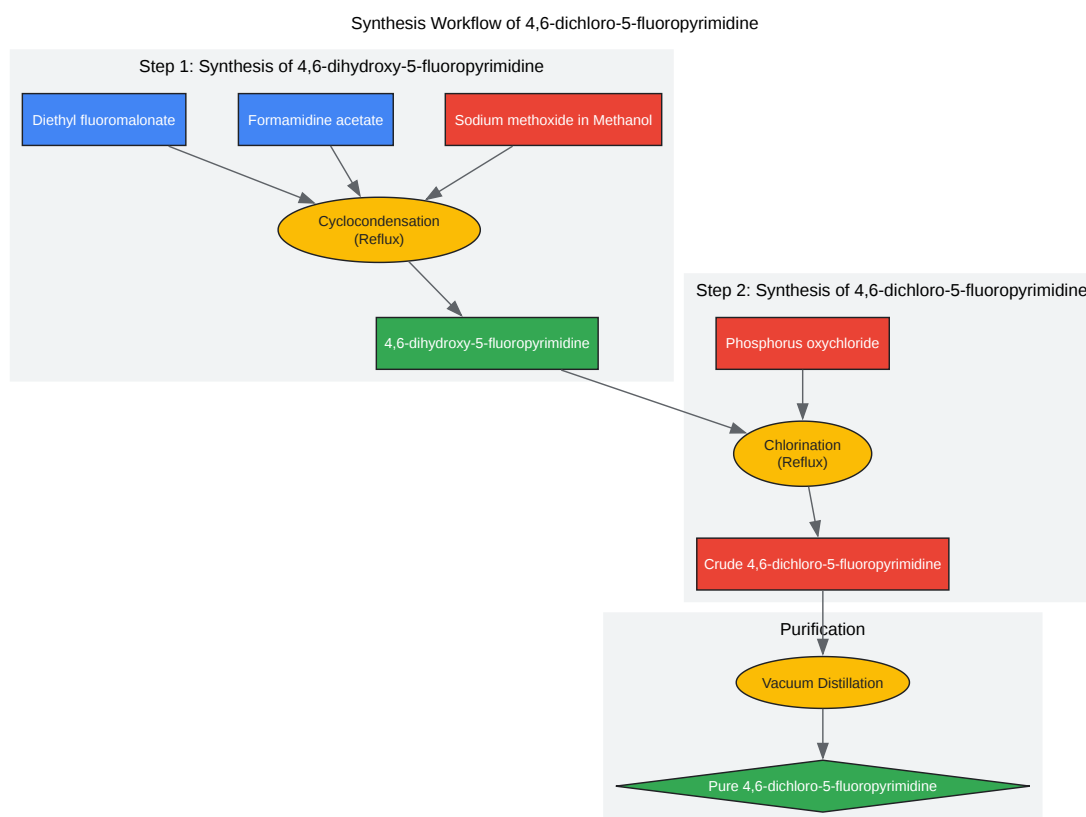 Synthesis Workflow of 4,6-dichloro-5-fluoropyrimidine
Step 1: Synthesis of 4,6-dihydroxy-5-fluoropyrimidine
Diethyl fluoromalonate
Formamidine acetate
Sodium methoxide in Methanol
Cyclocondensation
(Reflux)
4,6-dihydroxy-5-fluoropyrimidine
Step 2: Synthesis of 4,6-dichloro-5-fluoropyrimidine
Phosphorus oxychloride
Chlorination
(Reflux)
Crude 4,6-dichloro-5-fluoropyrimidine
Purification
Vacuum Distillation
Pure 4,6-dichloro-5-fluoropyrimidine